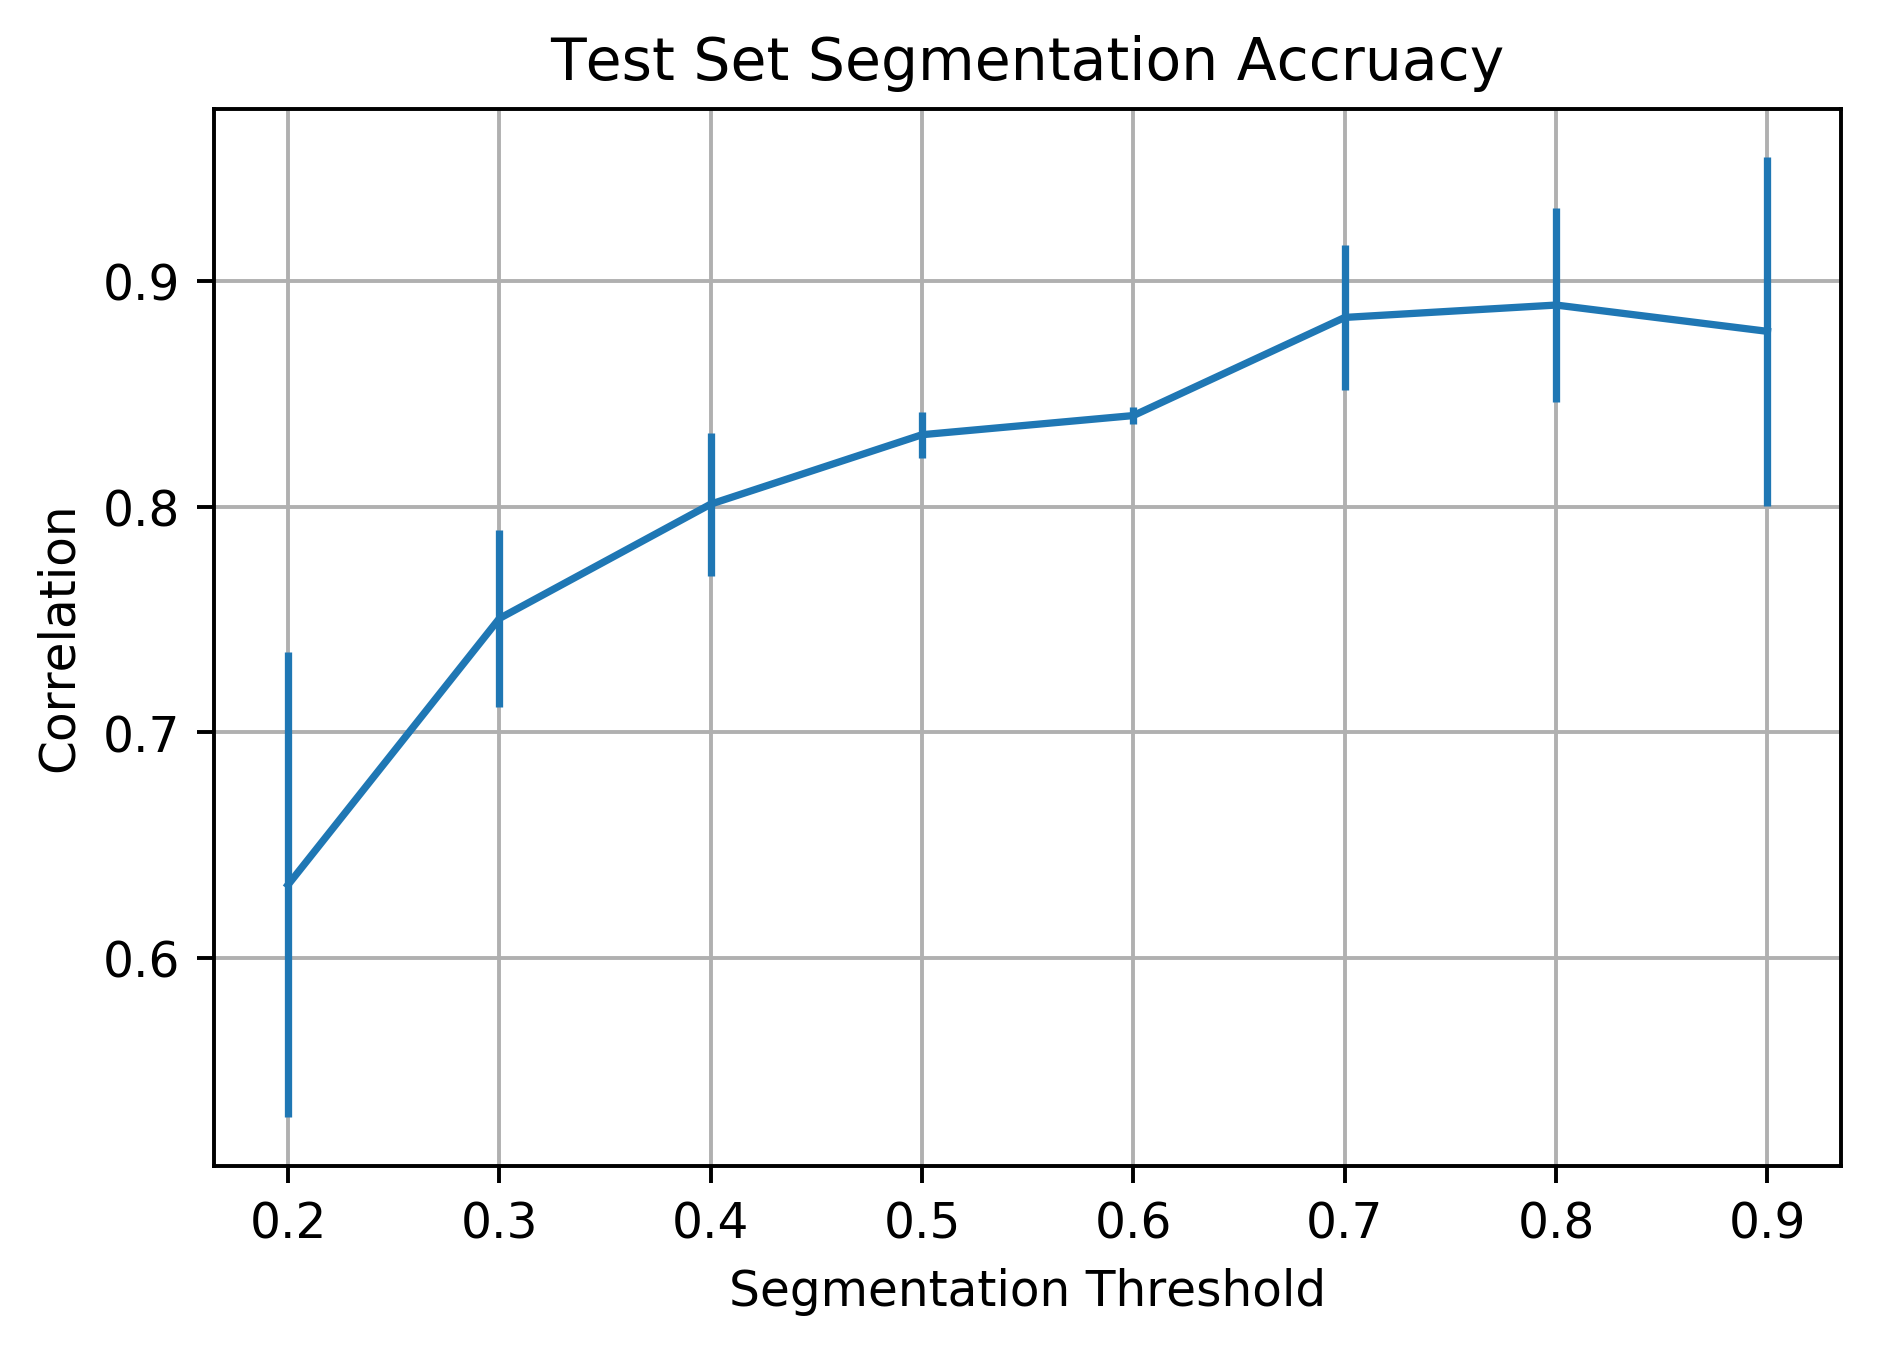 Test Set Segmentation Accruacy
Correlation
0.9
0.8
0.7
0.6
0.2 0.3 0.4 0.5 0.6 0.7 0.8 0.9
Segmentation Threshold